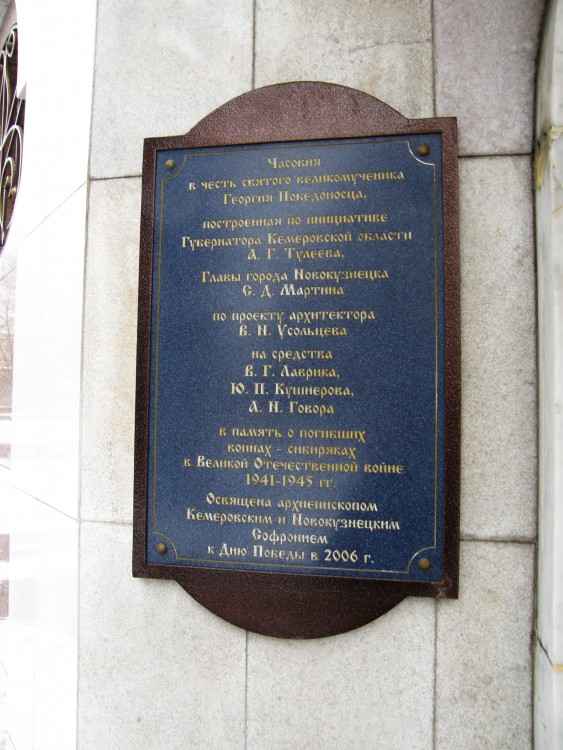 Часовня
в честь святого великомученика
Георгия Победоносца,
построенная по инициативе
Губернатора Кемеровской области
А. Г. Тулеева,
Главы города Новокузнецка
С. Д. Мартина
по проекту архитектора
В. Н. Усольцева
на средства
В. Г. Лаврика,
Ю. П. Кушнерова,
А. Н. Говора
в память о погибших
воинах - сибиряках
в Великой Отечественной войне
1941-1945 гг.
Освящена архиепископом
Кемеровским и Новокузнецким
Софронием
к Дню Победы в 2006 г.